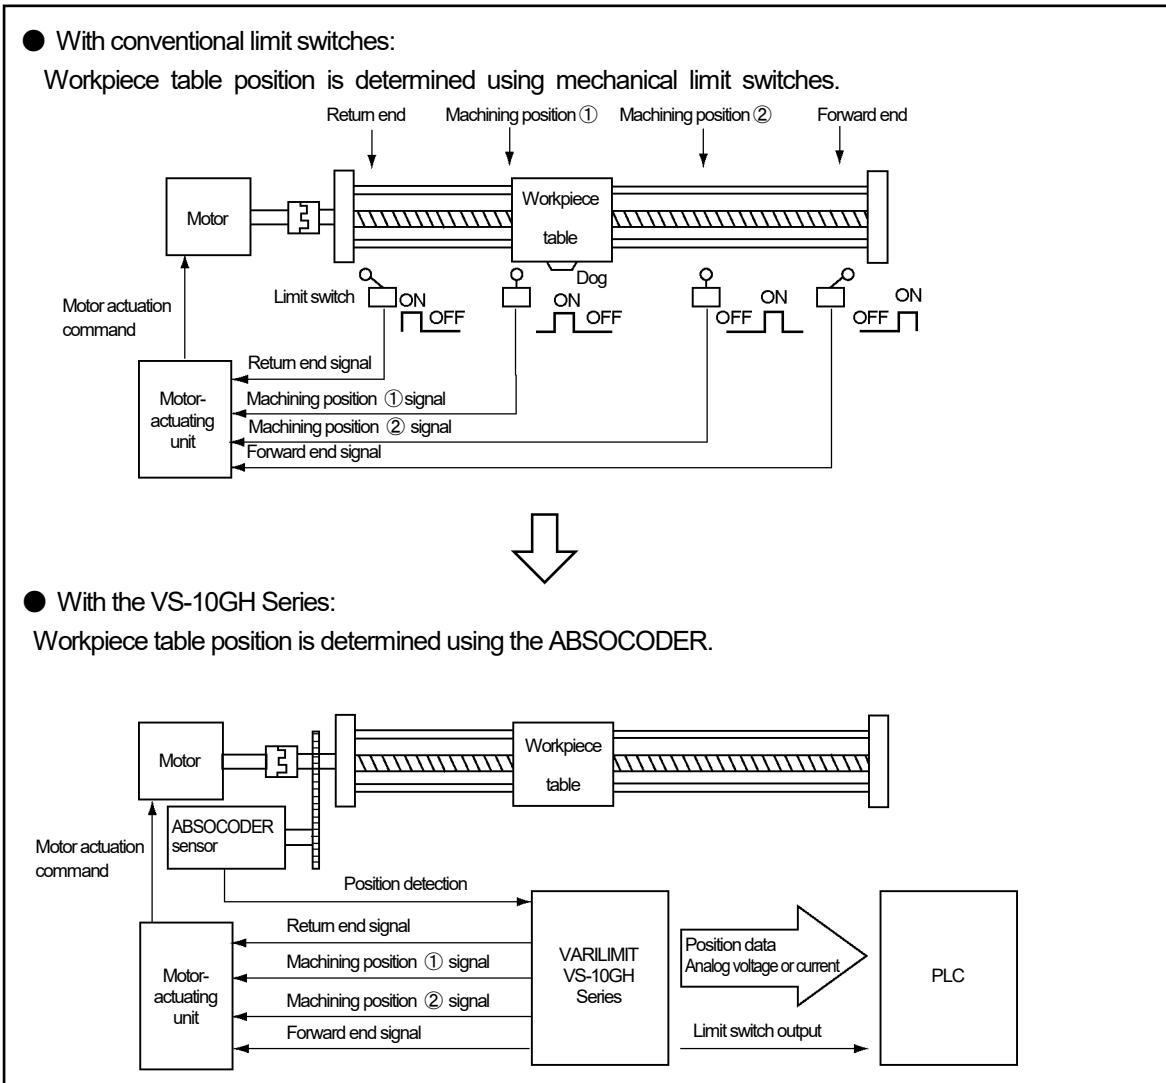 ● With conventional limit switches:
Workpiece table position is determined using mechanical limit switches.
Return end
Machining position ①
Machining position ②
Forward end
Motor
Workpiece
table
Dog
Motor actuation
command
Limit switch
ON
OFF
ON
OFF
ON
OFF
ON
OFF
Return end signal
Machining position ① signal
Machining position ② signal
Forward end signal
Motor-
actuating
unit
● With the VS-10GH Series:
Workpiece table position is determined using the ABSOCODER.
Motor
Workpiece
table
ABSOCODER
sensor
Motor actuation
command
Position detection
Return end signal
Machining position ① signal
Machining position ② signal
Forward end signal
Motor-
actuating
unit
VARILIMIT
VS-10GH
Series
Position data
Analog voltage or current
Limit switch output
PLC